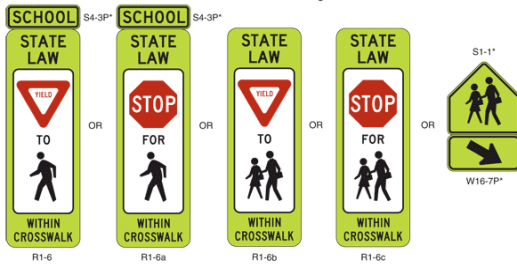 SCHOOL S4-3P*
STATE
LAW
YIELD
TO
WITHIN
CROSSWALK
R1-6
OR
SCHOOL S4-3P*
STATE
LAW
STOP
FOR
WITHIN
CROSSWALK
R1-6a
OR
STATE
LAW
YIELD
TO
WITHIN
CROSSWALK
R1-6b
OR
STATE
LAW
STOP
FOR
WITHIN
CROSSWALK
R1-6c
OR
S1-1*
W16-7P*